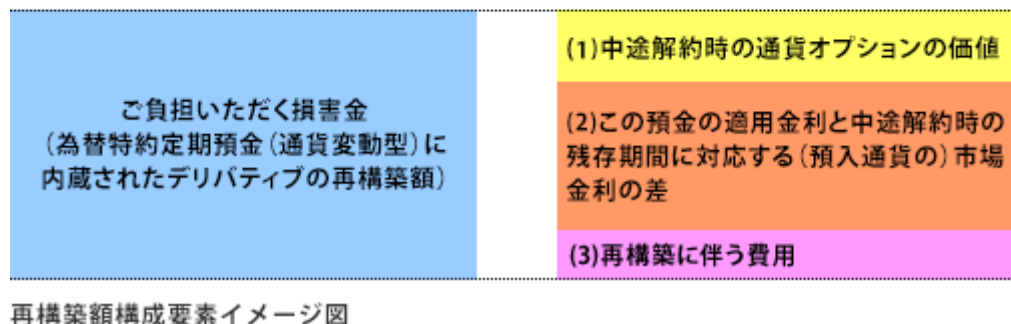 ご負担いただく損害金
（為替特約定期預金（通貨変動型）に
内蔵されたデリバティブの再構築額）
(1)中途解約時の通貨オプションの価値
(2)この預金の適用金利と中途解約時の
残存期間に対応する（預入通貨の）市場
金利の差
(3)再構築に伴う費用
再構築額構成要素イメージ図